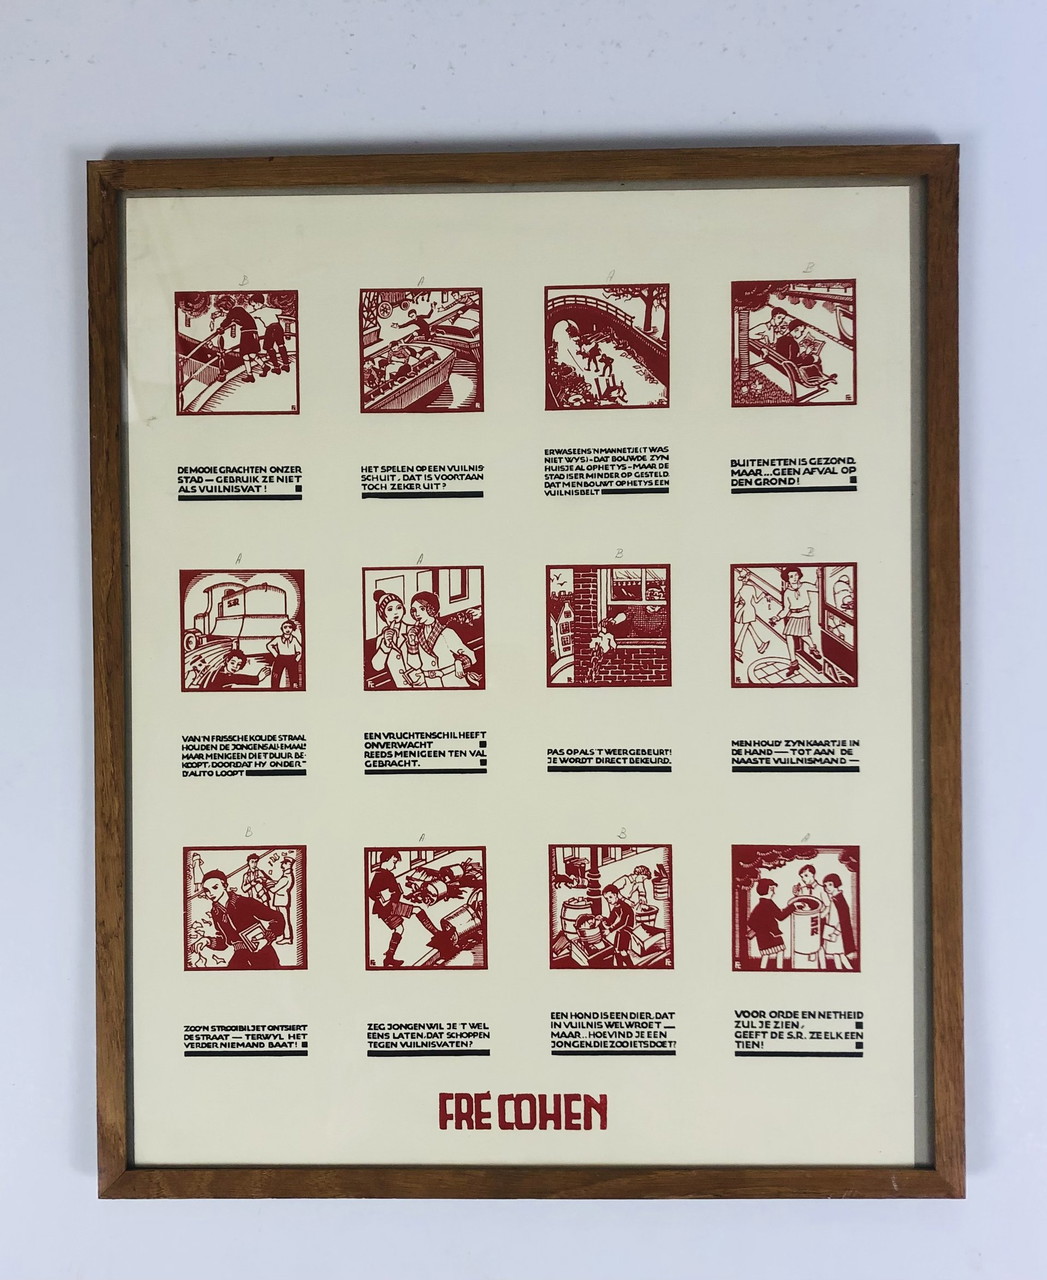 B
A
A
B
DE MOOIE GRACHTEN ONZER
STAD — GEBRUIK ZE NIET
ALS VUILNISVAT!
HET SPELEN OP EEN VUILNIS-
SCHUIT, DAT IS VOORTAAN
TOCH ZEKER UIT?
ER WAS EENS 'N MANNETJE (T WAS
NIET WYS) - DAT BOUWDE ZYN
HUISJE AL OP HET YS - MAAR DE
STAD IS ER MINDER OP GESTELD.
DAT MEN BOUWT OP HET YS EEN
VUILNISBELT
BUITEN ETEN IS GEZOND.
MAAR... GEEN AFVAL OP
DEN GROND!
A
A
B
B
S.R.
VAN 'N FRISSCHE KOUDE STRAAL
HOUDEN DE JONGENS ALLEMAAL
MAAR MENIGEEN DIE 'T DUUR BE-
KOOPT. DOORDAT HY ONDER
D'AUTO LOOPT
EEN VRUCHTENSCHIL HEEFT
ONVERWACHT
REEDS MENIGEEN TEN VAL
GEBRACHT.
PAS OP ALS 'T WEER GEBEURT!
JE WORDT DIRECT BEKEURD.
MEN HOUD' ZYN KAARTJE IN
DE HAND — TOT AAN DE
NAASTE VUILNISMAND —
B
A
B
A
S.R.
ZOO'N STROOIBILJET ONTSIERT
DE STRAAT — TERWYL HET
VERDER NIEMAND BAAT!
ZEG JONGEN WIL JE 'T WEL
EENS LATEN, DAT SCHOPPEN
TEGEN VUILNISVATEN?
EEN HOND IS EEN DIER, DAT
IN VUILNIS WEL WROET —
MAAR.. HOE VIND JE EEN
JONGEN, DIE ZOO IETS DOET?
VOOR ORDE EN NETHEID
ZUL JE ZIEN,
GEEFT DE S.R. ZE ELK EEN
TIEN!
FRÉ COHEN